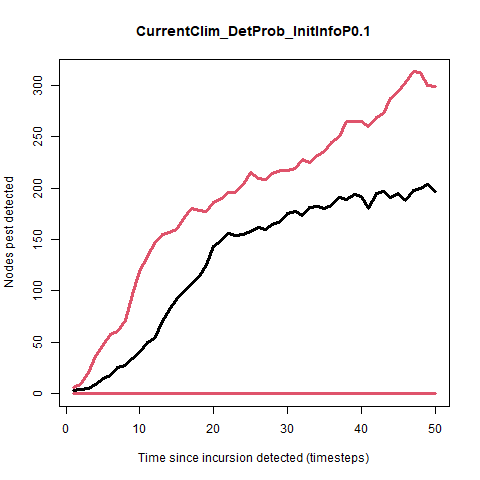 CurrentClim_DetProb_InitInfoP0.1
Nodes pest detected
300
250
200
150
100
50
0
0 10 20 30 40 50
Time since incursion detected (timesteps)